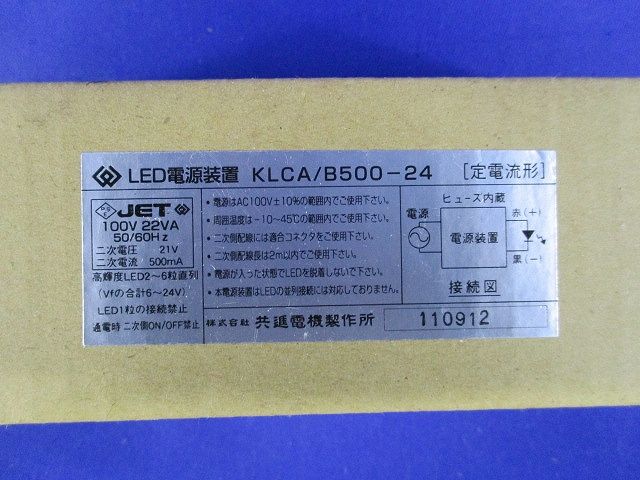 LED電源装置 KLCA/B500-24 [定電流形]
PSE JET
100V 22VA
50/60Hz
二次電圧 21V
二次電流 500mA
高輝度LED2～6粒直列
(Vfの合計6～24V)
LED1粒の接続禁止
通電時 二次側ON/OFF禁止
・電源はAC100V±10%の範囲内でご使用下さい。
・周囲温度は-10～45℃の範囲内でご使用下さい。
・二次側配線には適合コネクタをご使用下さい。
・二次側配線長は2m以内でご使用下さい。
・電源が入った状態でLEDを脱着しないで下さい。
・本電源装置はLEDの並列接続には対応しておりません。
ヒューズ内蔵
電源
電源装置
赤(+)
黒(-)
接続図
株式会社 共進電機製作所 110912